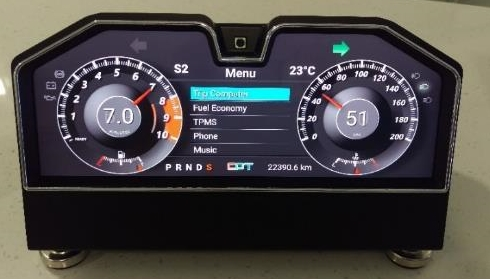 S2 Menu 23°C
Trip Computer
Fuel Economy
TPMS
Phone
Music
1 2 3 4 5 6 7 8 9 10
7.0
0 20 40 60 80 100 120 140 160 180 200
51
P R N D S CPT 22390.6 km